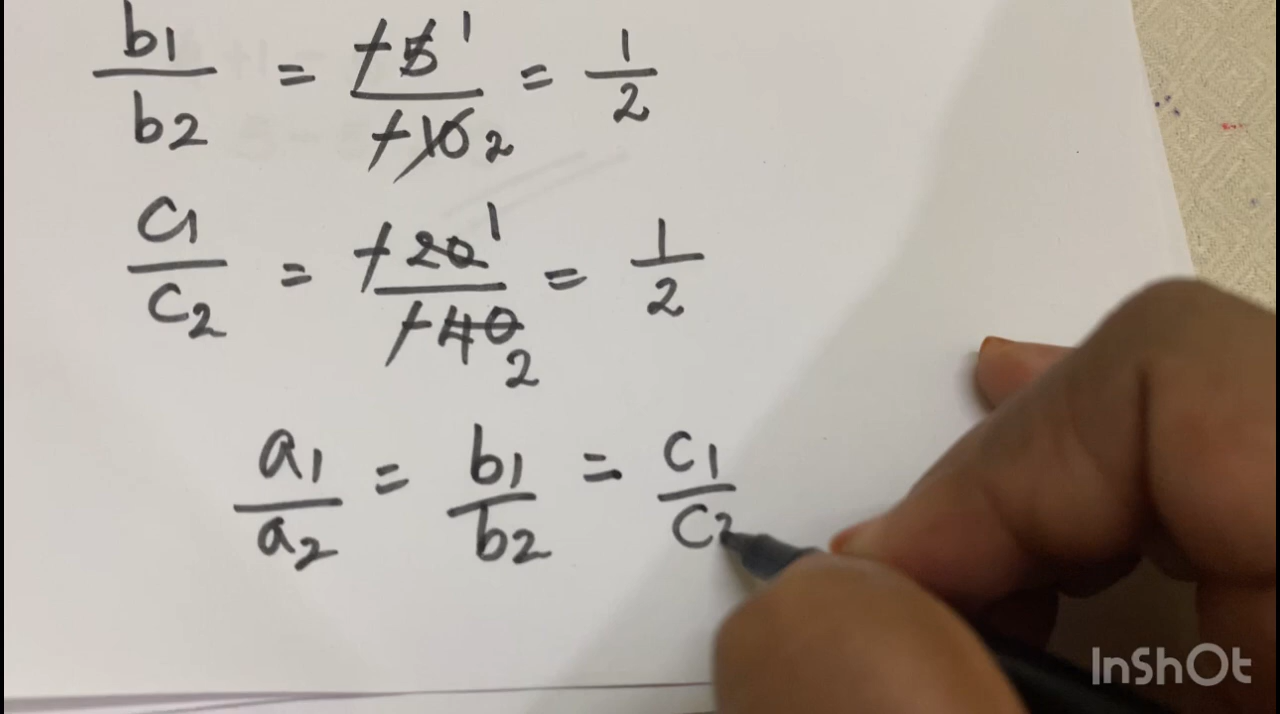 b1/b2 = +5 1/+10 2 = 1/2
c1/c2 = +20 1/+40 2 = 1/2
a1/a2 = b1/b2 = c1/c2
InShOt